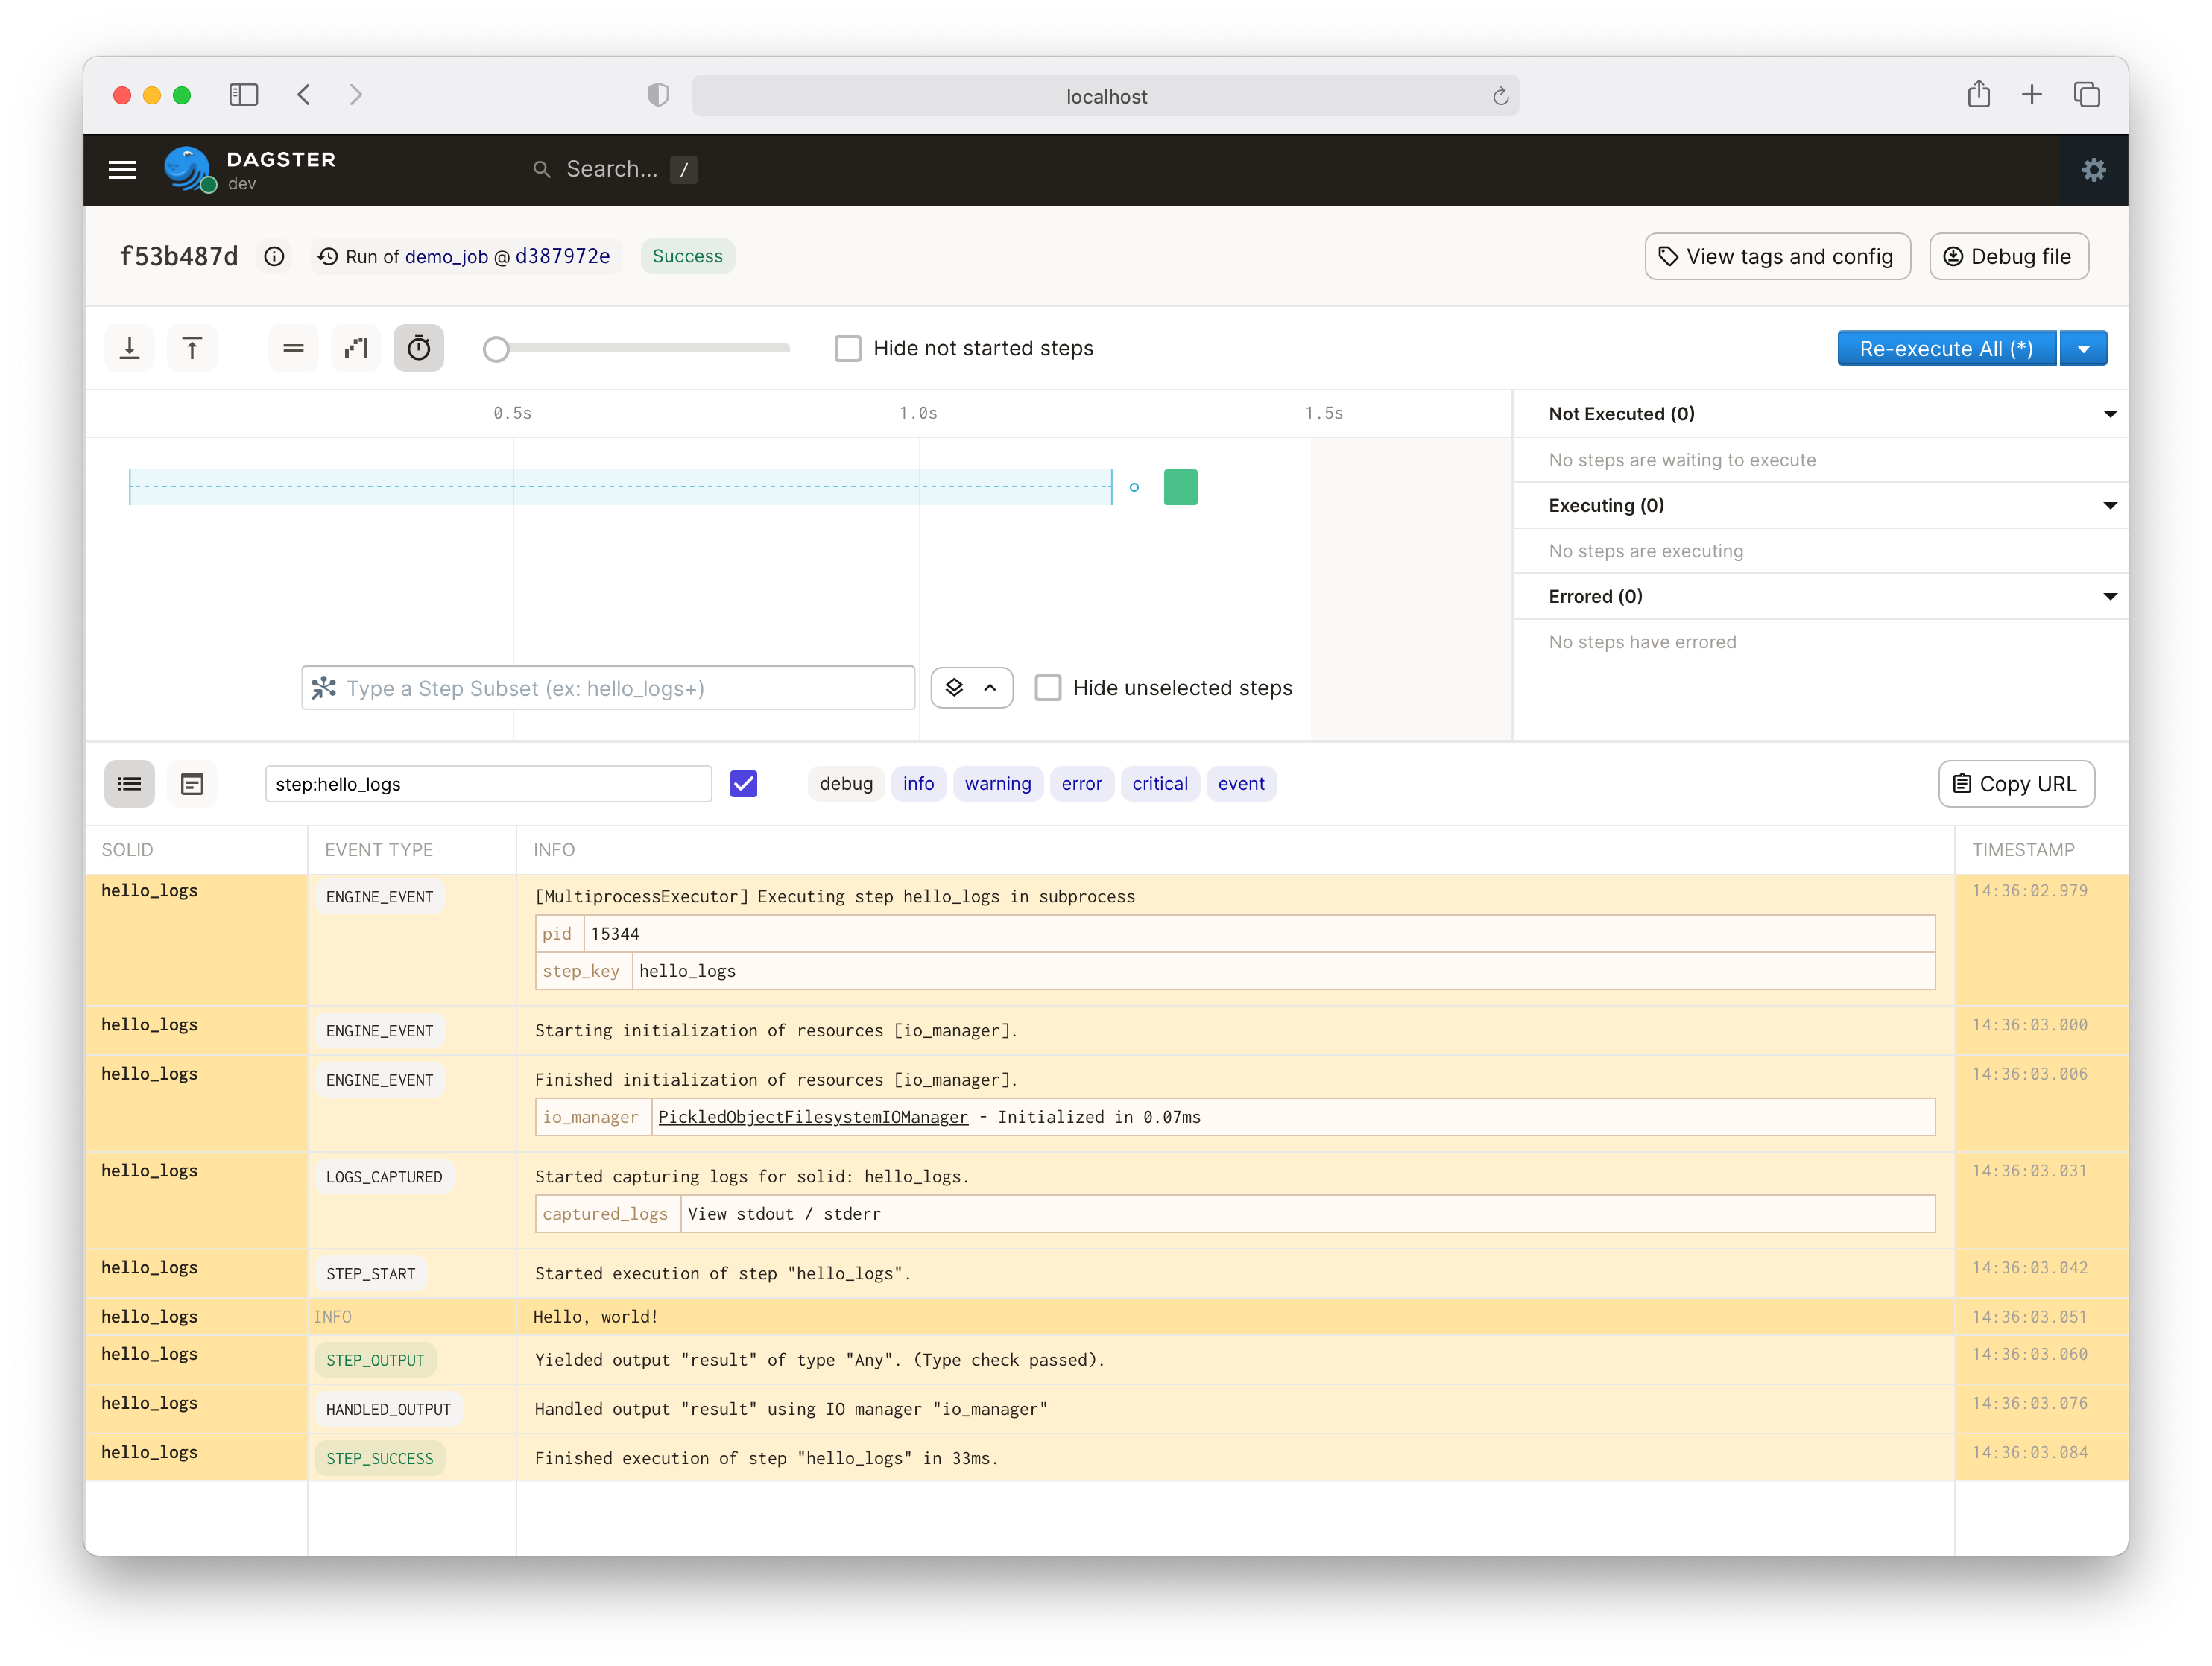 localhost
DAGSTER
dev
Search... /
f53b487d Run of demo_job @ d387972e Success View tags and config Debug file
Hide not started steps Re-execute All (*)
0.5s 1.0s 1.5s
Not Executed (0)
No steps are waiting to execute
Executing (0)
No steps are executing
Errored (0)
No steps have errored
Type a Step Subset (ex: hello_logs+) Hide unselected steps
step:hello_logs debug info warning error critical event Copy URL
SOLID EVENT TYPE INFO TIMESTAMP
hello_logs ENGINE_EVENT [MultiprocessExecutor] Executing step hello_logs in subprocess 14:36:02.979
pid 15344
step_key hello_logs
hello_logs ENGINE_EVENT Starting initialization of resources [io_manager]. 14:36:03.000
hello_logs ENGINE_EVENT Finished initialization of resources [io_manager]. 14:36:03.006
io_manager PickledObjectFilesystemIOManager - Initialized in 0.07ms
hello_logs LOGS_CAPTURED Started capturing logs for solid: hello_logs. 14:36:03.031
captured_logs View stdout / stderr
hello_logs STEP_START Started execution of step "hello_logs". 14:36:03.042
hello_logs INFO Hello, world! 14:36:03.051
hello_logs STEP_OUTPUT Yielded output "result" of type "Any". (Type check passed). 14:36:03.060
hello_logs HANDLED_OUTPUT Handled output "result" using IO manager "io_manager" 14:36:03.076
hello_logs STEP_SUCCESS Finished execution of step "hello_logs" in 33ms. 14:36:03.084